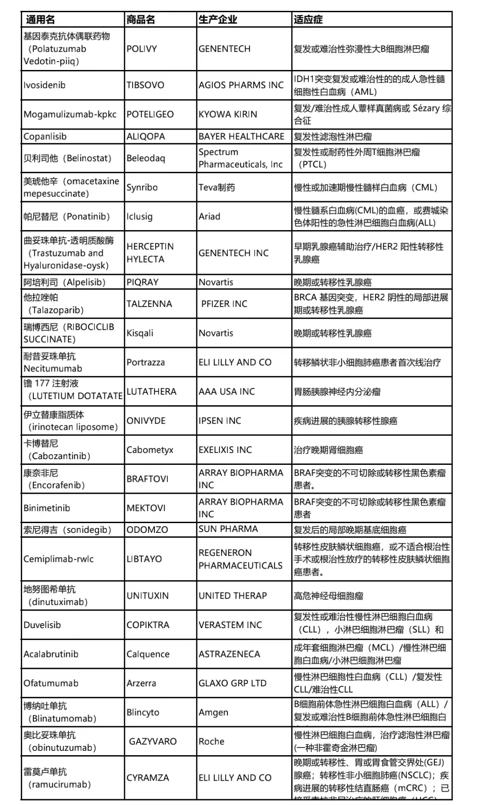 通用名 商品名 生产企业 适应症
基因泰克抗体偶联药物
（Polatuzumab
Vedotin-piiq） POLIVY GENENTECH 复发或难治性弥漫性大B细胞淋巴瘤
Ivosidenib TIBSOVO AGIOS PHARMS INC IDH1突变复发或难治性的的成人急性髓
细胞性白血病（AML）
Mogamulizumab-kpkc POTELIGEO KYOWA KIRIN 复发/难治性成人蕈样真菌病或 Sézary 综
合征
Copanlisib ALIQOPA BAYER HEALTHCARE 复发性滤泡性淋巴瘤
贝利司他（Belinostat） Beleodaq Spectrum
Pharmaceuticals, Inc 复发性或耐药性外周T细胞淋巴瘤
（PTCL）
美琥他辛（omacetaxine
mepesuccinate） Synribo Teva制药 慢性或加速期慢性髓样白血病（CML）
帕尼替尼（Ponatinib） Iclusig Ariad 慢性髓系白血病(CML)的血癌，或费城染
色体阳性的急性淋巴细胞白血病(ALL)
曲妥珠单抗-透明质酸酶
（Trastuzumab and
Hyaluronidase-oysk） HERCEPTIN
HYLECTA GENENTECH INC 早期乳腺癌辅助治疗/HER2 阳性转移性
乳腺癌
阿培利司（Alpelisib） PIQRAY Novartis 晚期或转移性乳腺癌
他拉唑帕
（Talazoparib） TALZENNA PFIZER INC BRCA 基因突变，HER2 阴性的局部进展
期或转移性乳腺癌
瑞博西尼（RIBOCICLIB
SUCCINATE） Kisqali Novartis 晚期或转移性乳腺癌
耐昔妥珠单抗
Necitumumab Portrazza ELI LILLY AND CO 转移鳞状非小细胞肺癌患者首次线治疗
镥 177 注射液
（LUTETIUM DOTATATE LUTATHERA AAA USA INC 胃肠胰腺神经内分泌瘤
伊立替康脂质体
（irinotecan liposome） ONIVYDE IPSEN INC 疾病进展的胰腺转移性腺癌
卡博替尼
（Cabozantinib） Cabometyx EXELIXIS INC 治疗晚期肾细胞癌
康奈非尼
（Encorafenib） BRAFTOVI ARRAY BIOPHARMA
INC BRAF突变的不可切除或转移性黑色素瘤
患者。
Binimetinib MEKTOVI ARRAY BIOPHARMA
INC BRAF突变的不可切除或转移性黑色素瘤
患者
索尼得吉（sonidegib） ODOMZO SUN PHARMA 复发后的局部晚期基底细胞癌
Cemiplimab-rwlc LIBTAYO REGENERON
PHARMACEUTICALS 转移性皮肤鳞状细胞癌，或不适合根治性
手术或根治性放疗的转移性皮肤鳞状细胞
癌患者。
地努图希单抗
（dinutuximab） UNITUXIN UNITED THERAP 高危神经母细胞瘤
Duvelisib COPIKTRA VERASTEM INC 复发性或难治性慢性淋巴细胞白血病
（CLL），小淋巴细胞淋巴瘤（SLL）和
Acalabrutinib Calquence ASTRAZENECA 成年套细胞淋巴瘤（MCL）/慢性淋巴细
胞白血病/小淋巴细胞淋巴瘤
Ofatumumab Arzerra GLAXO GRP LTD 慢性淋巴细胞性白血病（CLL）/复发性
CLL/难治性CLL
博纳吐单抗
（Blinatumomab） Blincyto Amgen B细胞前体急性淋巴细胞白血病（ALL）/
复发或难治性B细胞前体急性淋巴细胞白
奥比妥珠单抗
（obinutuzumab） GAZYVARO Roche 慢性淋巴细胞白血病，治疗滤泡性淋巴瘤
(一种非霍奇金淋巴瘤)
雷莫卢单抗
（ramucirumab） CYRAMZA ELI LILLY AND CO 晚期或转移性、胃或胃食管交界处(GEJ)
腺癌；转移性非小细胞肺癌(NSCLC)；疾
病进展的转移性结直肠癌（mCRC）；已